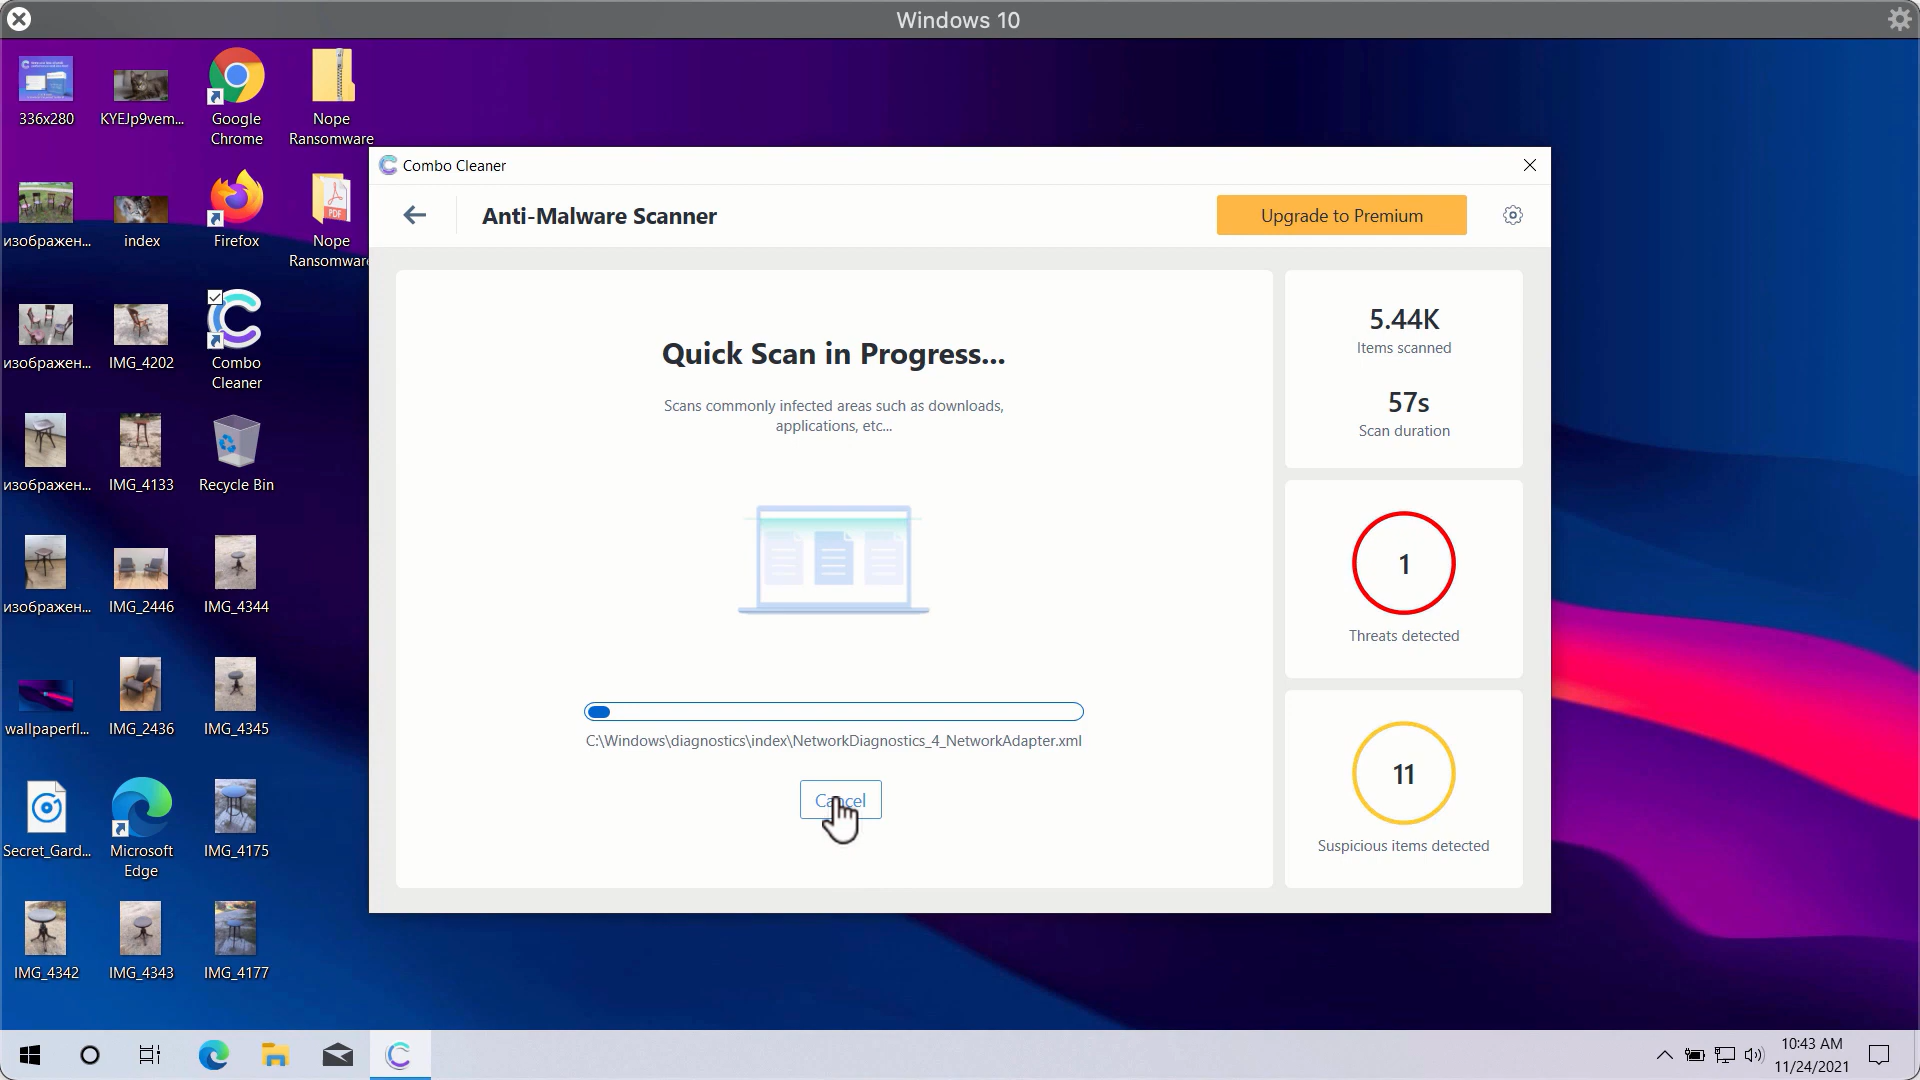 Windows 10
336x280
KYEJp9vem...
Google
Chrome
Nope
Ransomware
изображен...
index
Firefox
Nope
Ransomware
изображен...
IMG_4202
Combo
Cleaner
изображен...
IMG_4133
Recycle Bin
изображен...
IMG_2446
IMG_4344
wallpaperfl...
IMG_2436
IMG_4345
Secret_Gard...
Microsoft
Edge
IMG_4175
IMG_4342
IMG_4343
IMG_4177
PDF
Combo Cleaner
Anti-Malware Scanner
Upgrade to Premium
Quick Scan in Progress...
Scans commonly infected areas such as downloads,
applications, etc...
C:\Windows\diagnostics\index\NetworkDiagnostics_4_NetworkAdapter.xml
Cancel
5.44K
Items scanned
57s
Scan duration
1
Threats detected
11
Suspicious items detected
10:43 AM
11/24/2021